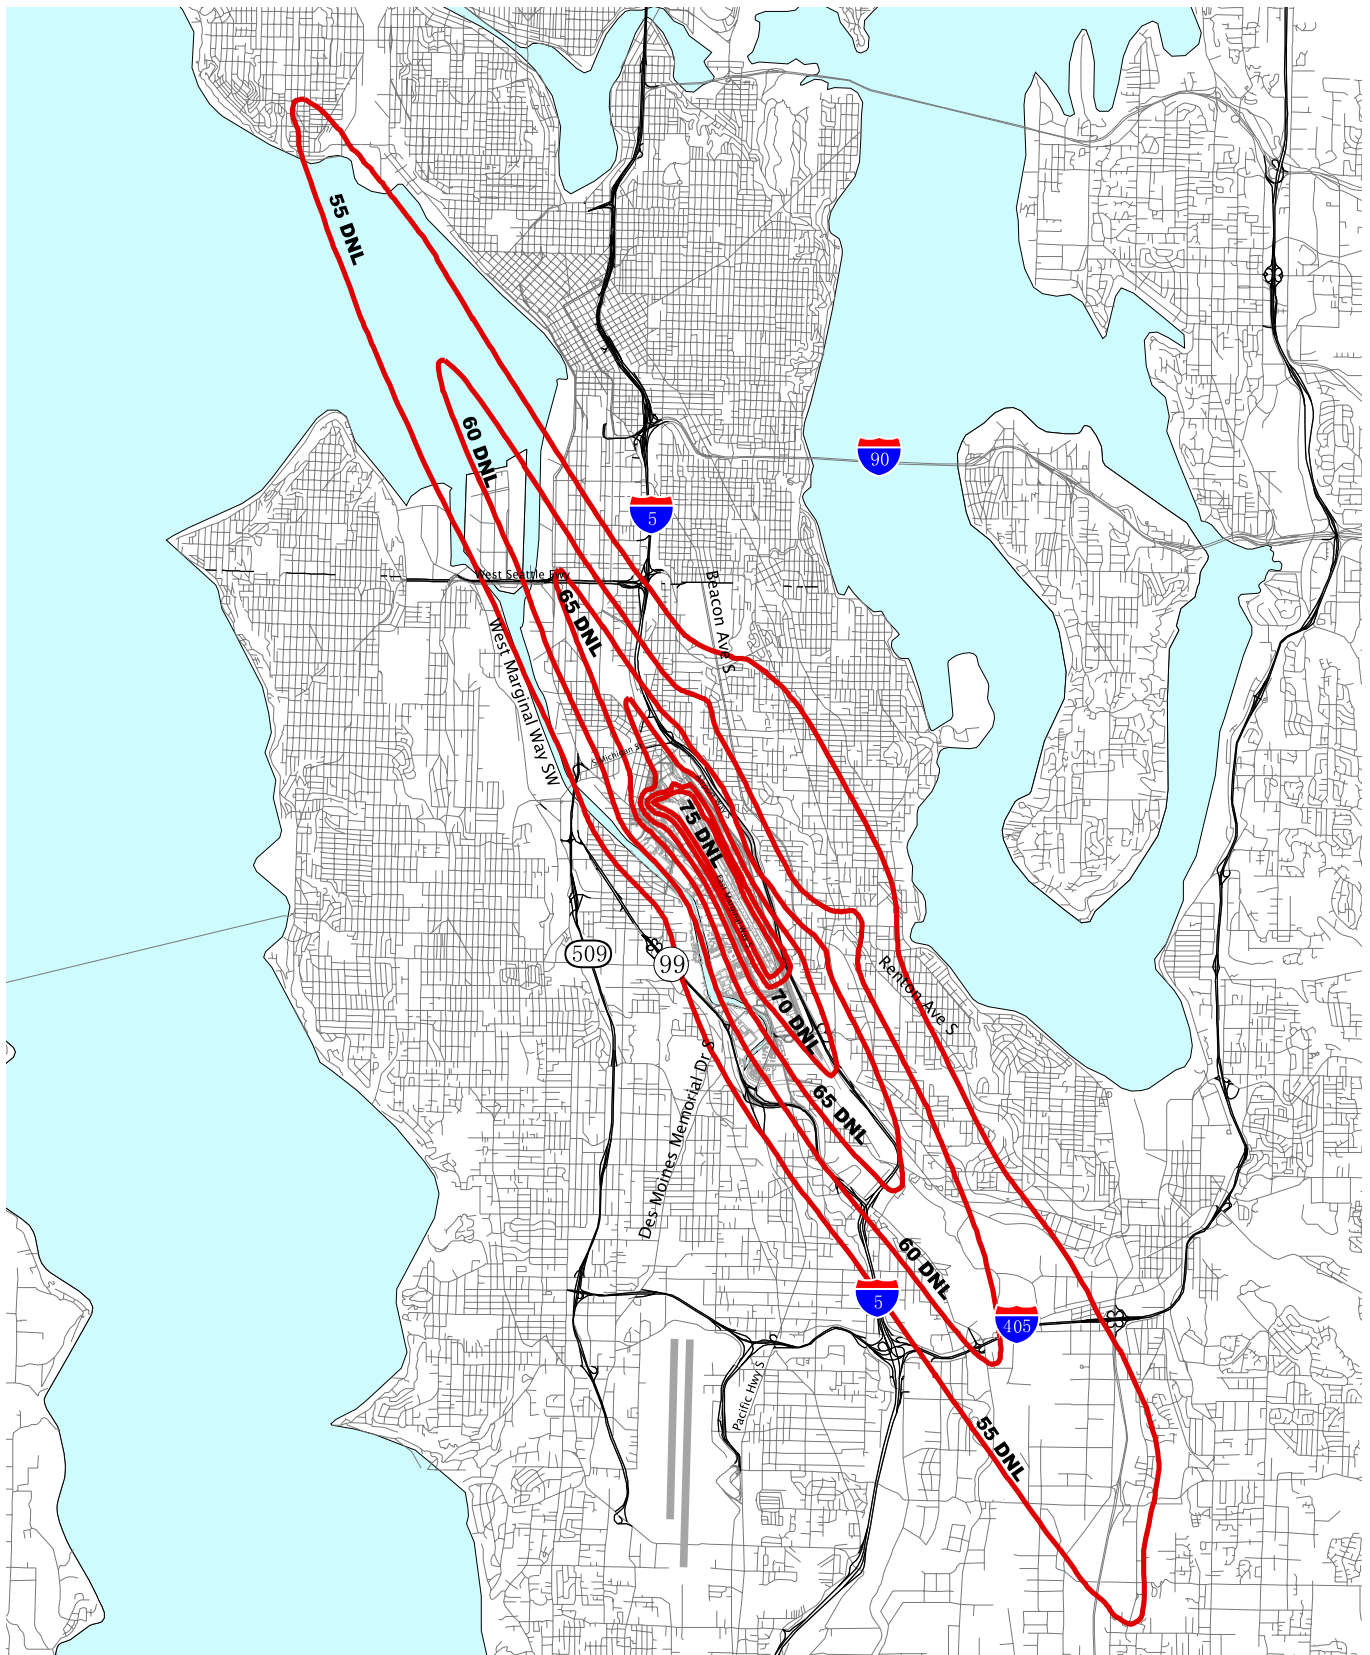 55 DNL
60 DNL
90
5
West Seattle Fwy
Beacon Ave S
65 DNL
West Marginal Way SW
S Michigan St
75 DNL
509
99
Renton Ave S
70 DNL
Des Moines Memorial Dr S
65 DNL
60 DNL
5
405
Pacific Hwy S
55 DNL